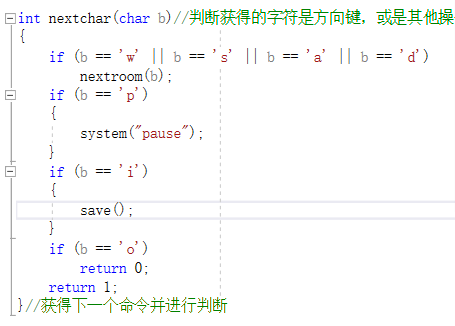 int nextchar(char b)//判断获得的字符是方向键，或是其他操
{
if (b == 'w' || b == 's' || b == 'a' || b == 'd')
nextroom(b);
if (b == 'p')
{
system("pause");
}
if (b == 'i')
{
save();
}
if (b == 'o')
return 0;
return 1;
}//获得下一个命令并进行判断